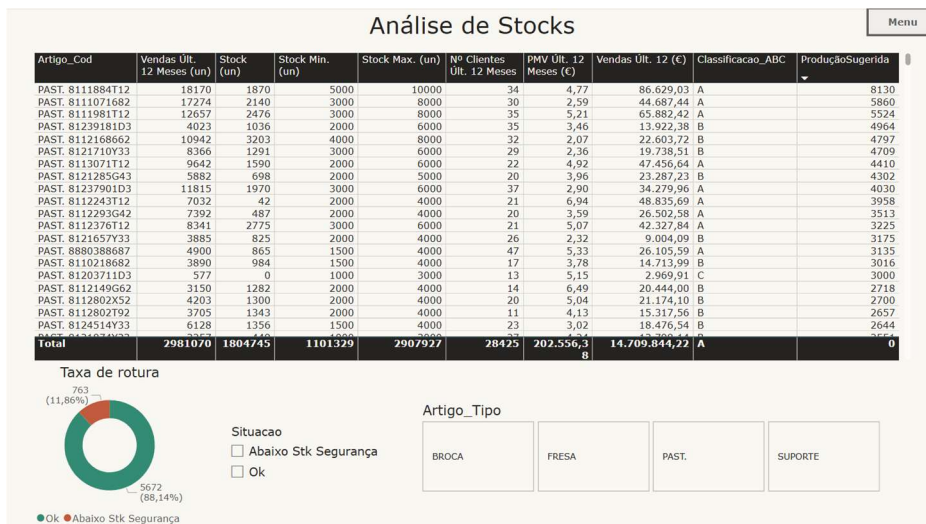 Análise de Stocks
Menu
Artigo_Cod Vendas Últ. 12 Meses (un) Stock (un) Stock Min. (un) Stock Max. (un) Nº Clientes Últ. 12 Meses PMV Últ. 12 Meses (€) Vendas Últ. 12 (€) Classificacao_ABC ProduçãoSugerida
PAST. 8111884T12 18170 1870 5000 10000 34 4,77 86.629,03 A 8130
PAST. 8111071682 17274 2140 3000 8000 30 2,59 44.687,44 A 5860
PAST. 8111981T12 12657 2476 3000 8000 35 5,21 65.882,42 A 5524
PAST. 81239181D3 4023 1036 2000 6000 35 3,46 13.922,38 B 4964
PAST. 8112168662 10942 3203 4000 8000 32 2,07 22.603,72 B 4797
PAST. 8121710Y33 8366 1291 3000 6000 29 2,36 19.738,51 B 4709
PAST. 8113071T12 9642 1590 2000 6000 22 4,92 47.456,64 A 4410
PAST. 8121285G43 5882 698 2000 5000 20 3,96 23.287,23 B 4302
PAST. 81237901D3 11815 1970 3000 6000 37 2,90 34.279,96 A 4030
PAST. 8112243T12 7032 42 2000 4000 21 6,94 48.835,69 A 3958
PAST. 8112293G42 7392 487 2000 4000 20 3,59 26.502,58 A 3513
PAST. 8112376T12 8341 2775 3000 6000 21 5,07 42.327,84 A 3225
PAST. 8121657Y33 3885 825 2000 4000 26 2,32 9.004,09 B 3175
PAST. 8880388687 4900 865 1500 4000 47 5,33 26.105,59 A 3135
PAST. 8110218682 3890 984 1500 4000 17 3,78 14.713,99 B 3016
PAST. 81203711D3 577 0 1000 3000 13 5,15 2.969,91 C 3000
PAST. 8112149G62 3150 1282 2000 4000 14 6,49 20.444,00 B 2718
PAST. 8112802X52 4203 1300 2000 4000 20 5,04 21.174,10 B 2700
PAST. 8112802T92 3705 1343 2000 4000 11 4,13 15.317,56 B 2657
PAST. 8124514Y33 6128 1356 1500 4000 23 3,02 18.476,54 B 2644
Total 2981070 1804745 1101329 2907927 28425 202.556,38 14.709.844,22 A 0
Taxa de rotura
763
(11,86%)
5672
(88,14%)
Ok Abaixo Stk Segurança
Situacao
Abaixo Stk Segurança
Ok
Artigo_Tipo
BROCA FRESA PAST. SUPORTE